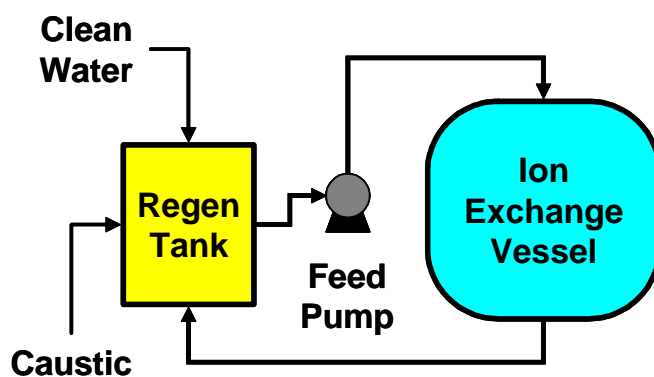 Clean
Water
Regen
Tank
Ion
Exchange
Vessel
Feed
Pump
Caustic